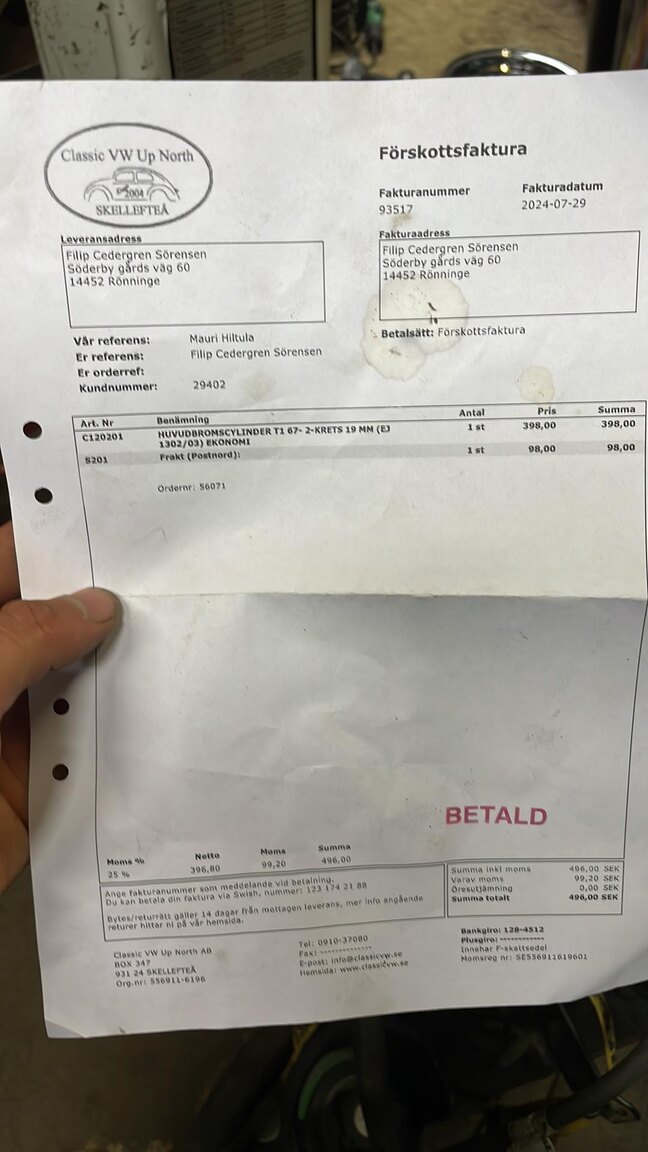 Classic VW Up North
2004
SKELLEFTEÅ
Förskottsfaktura
Fakturanummer
93517
Fakturadatum
2024-07-29
Leveransadress
Filip Cedergren Sörensen
Söderby gårds väg 60
14452 Rönninge
Fakturaadress
Filip Cedergren Sörensen
Söderby gårds väg 60
14452 Rönninge
Vår referens: Mauri Hiltula
Er referens: Filip Cedergren Sörensen
Er orderref:
Kundnummer: 29402
Betalsätt: Förskottsfaktura
Art. Nr Benämning Antal Pris Summa
C120201 HUVUDBROMSCYLINDER T1 67- 2-KRETS 19 MM (EJ 1 st 398,00 398,00
1302/03) EKONOMI
S201 Frakt (Postnord): 1 st 98,00 98,00
Ordernr: 56071
BETALD
Moms % Netto Moms Summa
25 % 396,80 99,20 496,00
Ange fakturanummer som meddelande vid betalning.
Du kan betala din faktura via Swish, nummer: 123 174 21 88
Bytes/returrätt gäller 14 dagar från mottagen leverans, mer info angående
returer hittar ni på vår hemsida.
Summa inkl moms 496,00 SEK
Varav moms 99,20 SEK
Öresutjämning 0,00 SEK
Summa totalt 496,00 SEK
Classic VW Up North AB
BOX 347
931 24 SKELLEFTEÅ
Org.nr: 556911-6196
Tel: 0910-37080
Fax: --------------
E-post: info@classicvw.se
Hemsida: www.classicvw.se
Bankgiro: 128-4512
Plusgiro: ------------
Innehar F-skattsedel
Momsreg nr: SE556911619601